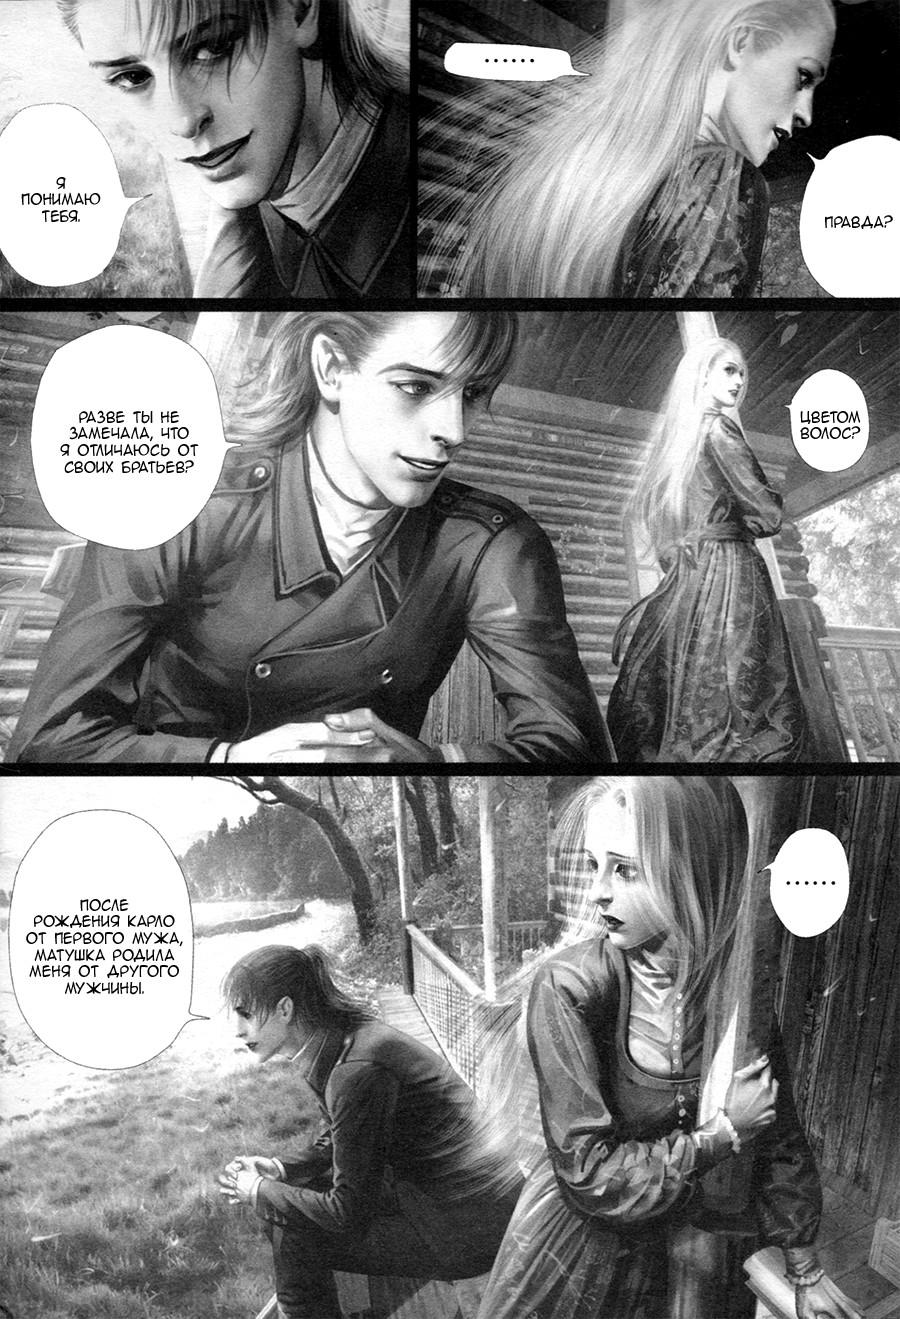 Я
ПОНИМАЮ
ТЕБЯ.
......
ПРАВДА?
РАЗВЕ ТЫ НЕ
ЗАМЕЧАЛА, ЧТО
Я ОТЛИЧАЮСЬ ОТ
СВОИХ БРАТЬЕВ?
ЦВЕТОМ
ВОЛОС?
ПОСЛЕ
РОЖДЕНИЯ КАРЛО
ОТ ПЕРВОГО МУЖА,
МАТУШКА РОДИЛА
МЕНЯ ОТ ДРУГОГО
МУЖЧИНЫ.
......